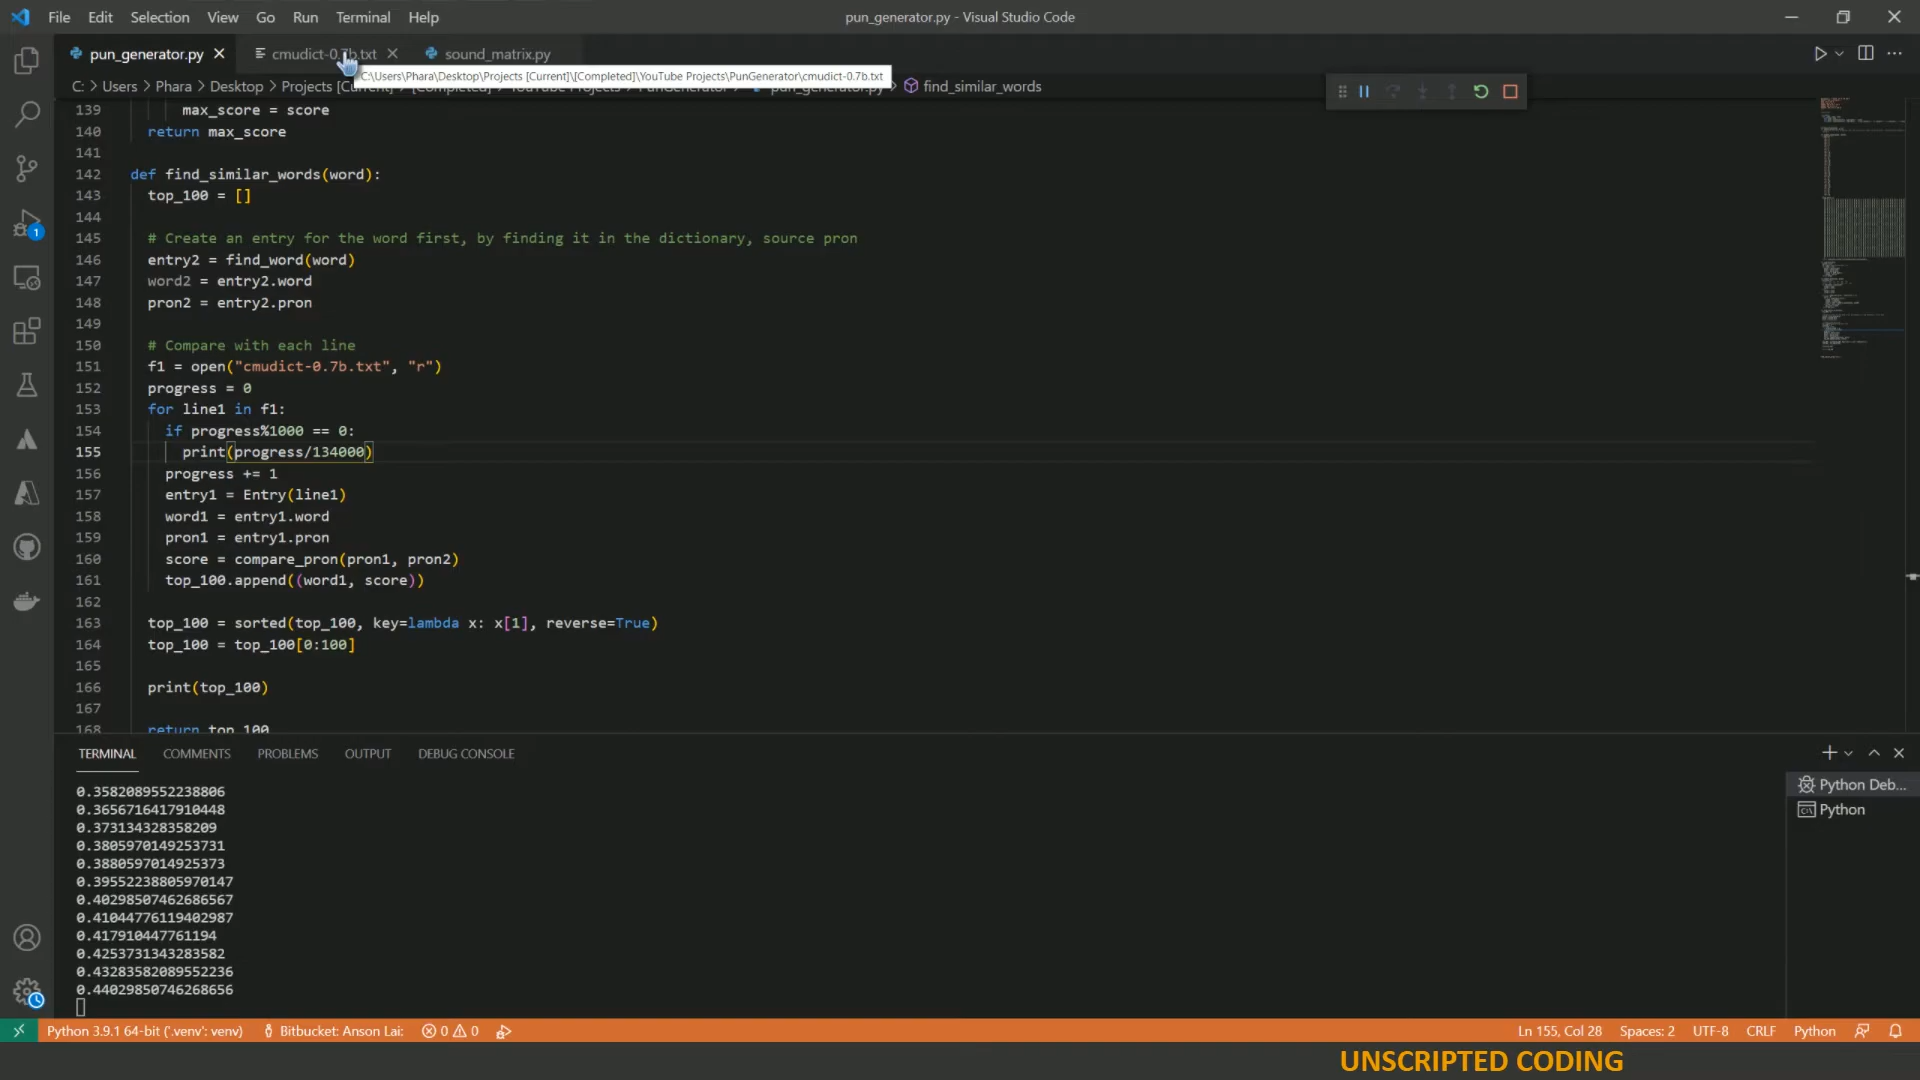 File Edit Selection View Go Run Terminal Help
pun_generator.py - Visual Studio Code
pun_generator.py
cmudict-0.7b.txt
sound_matrix.py
C:\Users\Phara\Desktop\Projects [Current]\[Completed]\YouTube Projects\PunGenerator\cmudict-0.7b.txt
C: > Users > Phara > Desktop > Projects [Current] > [Completed] > YouTube Projects > PunGenerator > pun_generator.py > find_similar_words
139 max_score = score
140 return max_score
141
142 def find_similar_words(word):
143 top_100 = []
144
145 # Create an entry for the word first, by finding it in the dictionary, source pron
146 entry2 = find_word(word)
147 word2 = entry2.word
148 pron2 = entry2.pron
149
150 # Compare with each line
151 f1 = open("cmudict-0.7b.txt", "r")
152 progress = 0
153 for line1 in f1:
154 if progress%1000 == 0:
155 print(progress/134000)
156 progress += 1
157 entry1 = Entry(line1)
158 word1 = entry1.word
159 pron1 = entry1.pron
160 score = compare_pron(pron1, pron2)
161 top_100.append((word1, score))
162
163 top_100 = sorted(top_100, key=lambda x: x[1], reverse=True)
164 top_100 = top_100[0:100]
165
166 print(top_100)
167
168 return top_100
TERMINAL COMMENTS PROBLEMS OUTPUT DEBUG CONSOLE
Python Deb...
Python
0.3582089552238806
0.3656716417910448
0.373134328358209
0.3805970149253731
0.3880597014925373
0.39552238805970147
0.40298507462686567
0.41044776119402987
0.417910447761194
0.4253731343283582
0.43283582089552236
0.44029850746268656
1
Python 3.9.1 64-bit ('.venv': venv) Bitbucket: Anson Lai: 0 0
Ln 155, Col 28 Spaces: 2 UTF-8 CRLF Python
UNSCRIPTED CODING